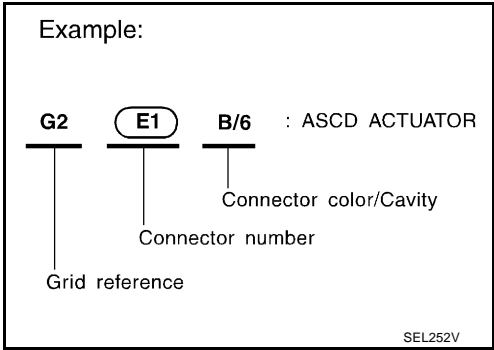 Example:
G2 E1 B/6 : ASCD ACTUATOR
Connector color/Cavity
Connector number
Grid reference
SEL252V